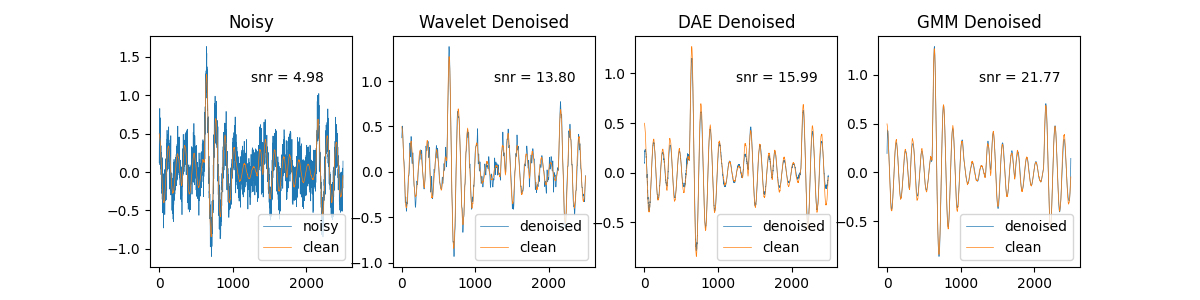 Noisy
Wavelet Denoised
DAE Denoised
GMM Denoised
1.5
1.0
0.5
0.0
−0.5
−1.0
snr = 4.98
noisy
clean
0
1000
2000
1.0
0.5
0.0
−0.5
−1.0
snr = 13.80
denoised
clean
0
1000
2000
1.0
0.5
0.0
−0.5
snr = 15.99
denoised
clean
0
1000
2000
1.0
0.5
0.0
−0.5
snr = 21.77
denoised
clean
0
1000
2000